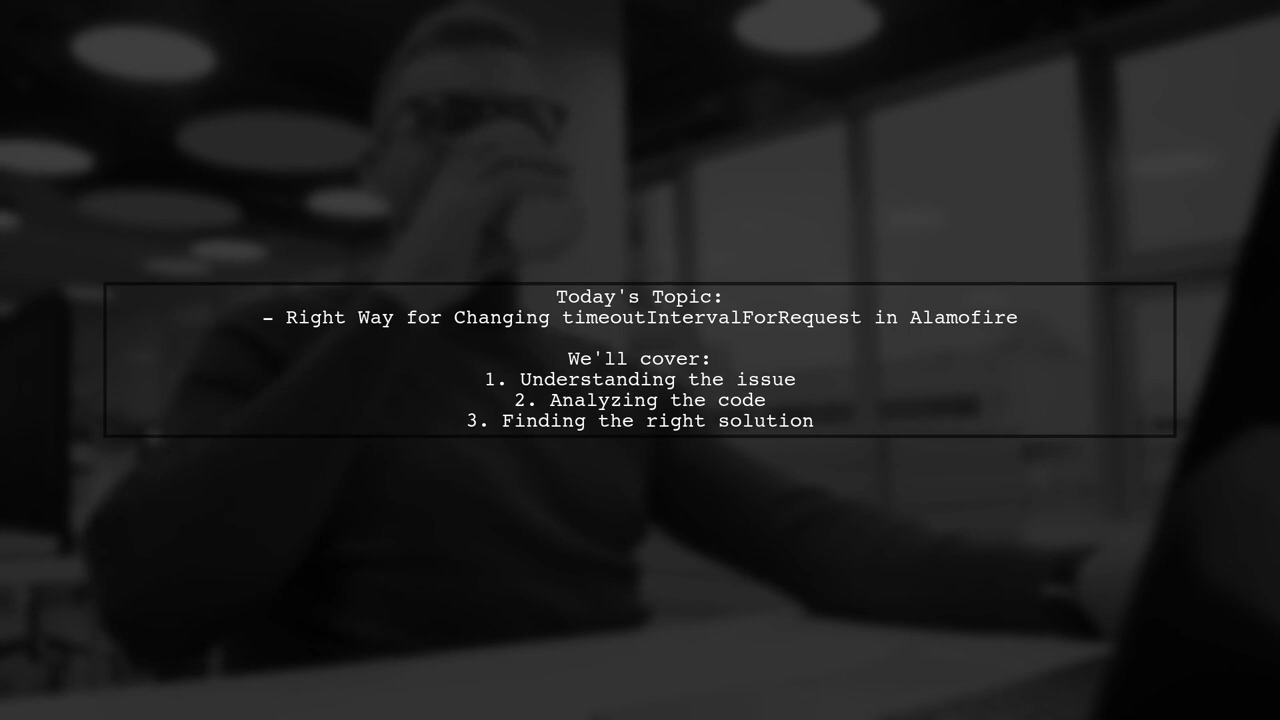 Today's Topic:
– Right Way for Changing timeoutIntervalForRequest in Alamofire
We'll cover:
1. Understanding the issue
2. Analyzing the code
3. Finding the right solution